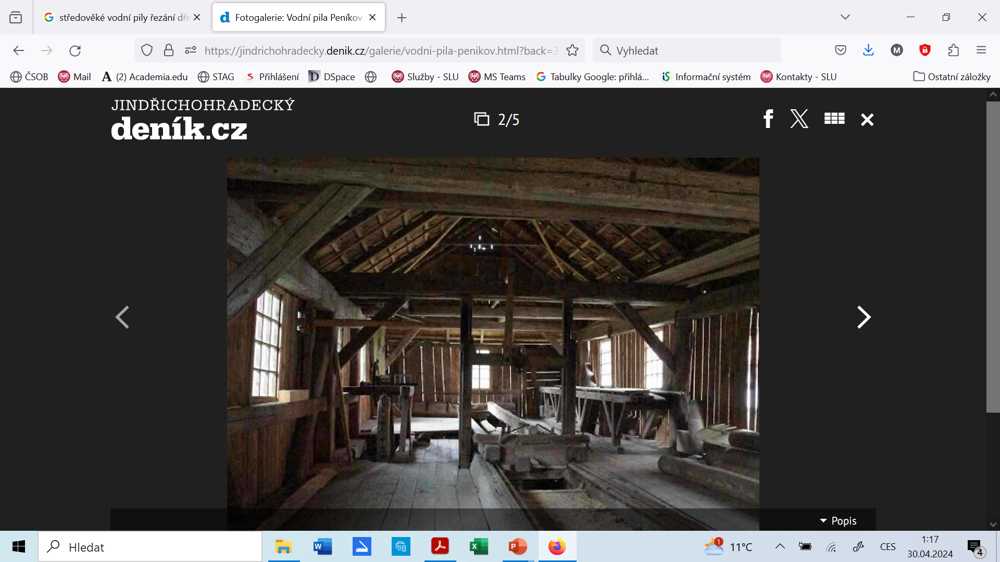 středověké vodní pily řezání dře
Fotogalerie: Vodní pila Peníkov
https://jindrichohradecky.denik.cz/galerie/vodni-pila-penikov.html?back=3
Vyhledat
M
ČSOB
Mail
(2) Academia.edu
STAG
Přihlášení
DSpace
Služby - SLU
MS Teams
Tabulky Google: přihlá...
Informační systém
Kontakty - SLU
Ostatní záložky
JINDŘICHOHRADECKÝ
deník.cz
2/5
Popis
Hledat
1
11°C
CES
1:17
30.04.2024
4